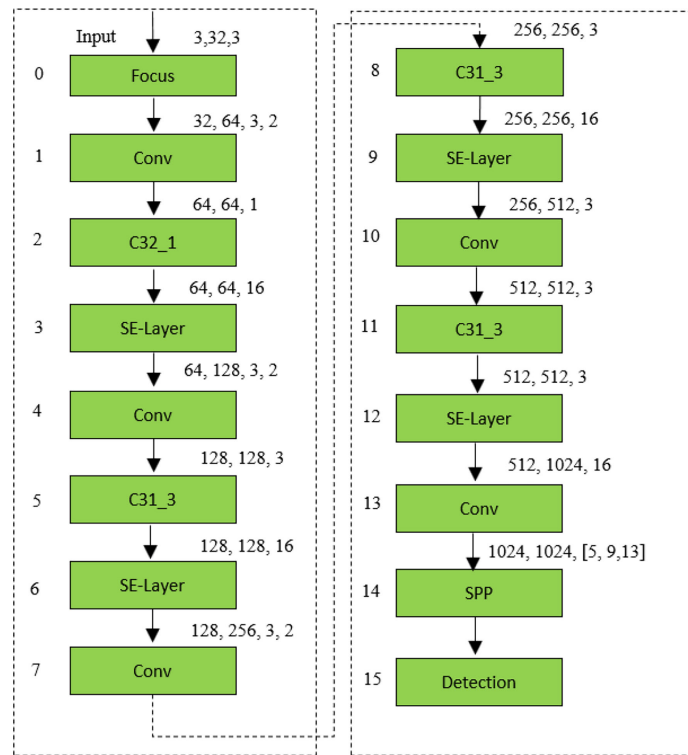 Input 3,32,3
0 Focus
32, 64, 3, 2
1 Conv
64, 64, 1
2 C32_1
64, 64, 16
3 SE-Layer
64, 128, 3, 2
4 Conv
128, 128, 3
5 C31_3
128, 128, 16
6 SE-Layer
128, 256, 3, 2
7 Conv
256, 256, 3
8 C31_3
256, 256, 16
9 SE-Layer
256, 512, 3
10 Conv
512, 512, 3
11 C31_3
512, 512, 3
12 SE-Layer
512, 1024, 16
13 Conv
1024, 1024, [5, 9,13]
14 SPP
15 Detection